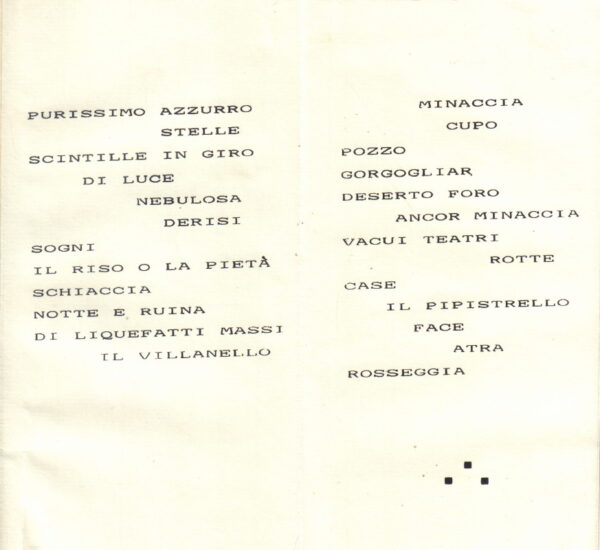 PURISSIMO AZZURRO
STELLE
SCINTILLE IN GIRO
DI LUCE
NEBULOSA
DERISI
SOGNI
IL RISO O LA PIETÀ
SCHIACCIA
NOTTE E RUINA
DI LIQUEFATTI MASSI
IL VILLANELLO
MINACCIA
CUPO
POZZO
GORGOGLIAR
DESERTO FORO
ANCOR MINACCIA
VACUI TEATRI
ROTTE
CASE
IL PIPISTRELLO
FACE
ATRA
ROSSEGGIA